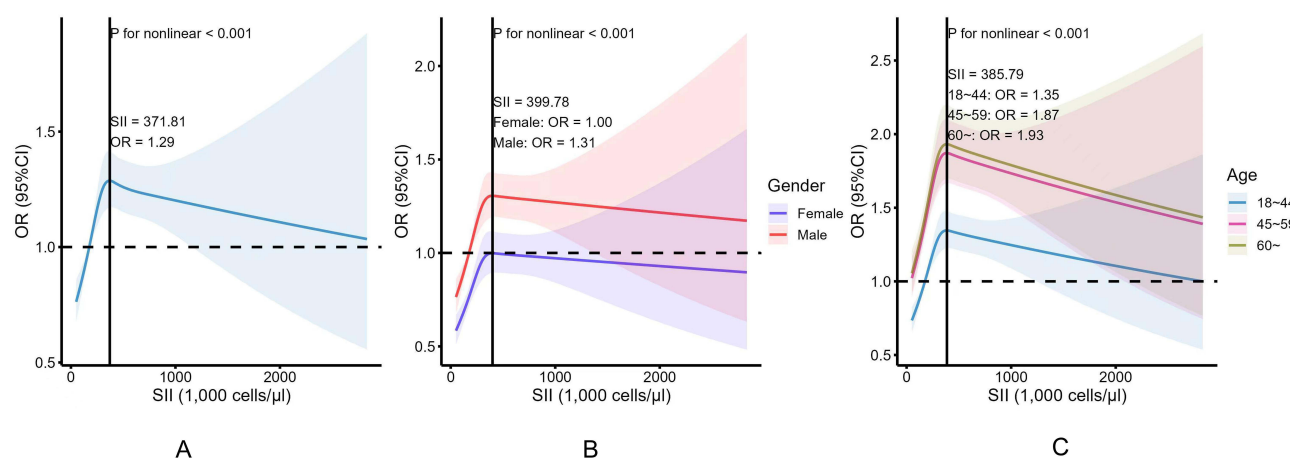 P for nonlinear < 0.001
SII = 371.81
OR = 1.29
OR (95%CI)
1.5
1.0
0.5
0
1000
2000
SII (1,000 cells/µl)
A
P for nonlinear < 0.001
SII = 399.78
Female: OR = 1.00
Male: OR = 1.31
OR (95%CI)
2.0
1.5
1.0
0.5
0
1000
2000
SII (1,000 cells/µl)
Gender
Female
Male
B
P for nonlinear < 0.001
SII = 385.79
18~44: OR = 1.35
45~59: OR = 1.87
60~: OR = 1.93
OR (95%CI)
2.5
2.0
1.5
1.0
0.5
0
1000
2000
SII (1,000 cells/µl)
Age
18~44
45~59
60~
C